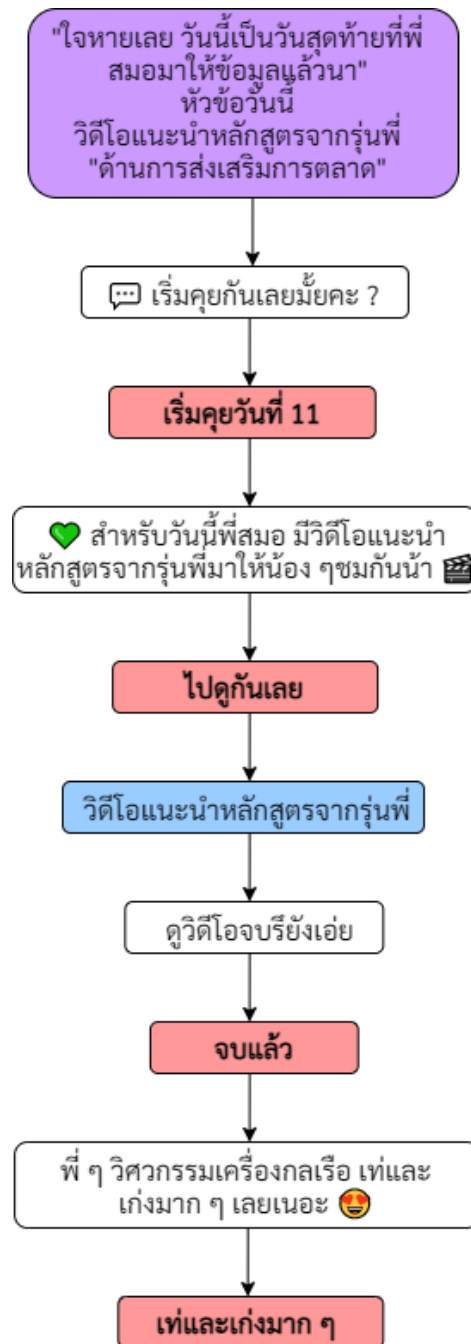 "ใจหายเลย วันนี้เป็นวันสุดท้ายที่พี่
สมอมาให้ข้อมูลแล้วนา"
หัวข้อวันนี้
วิดีโอแนะนำหลักสูตรจากรุ่นพี่
"ด้านการส่งเสริมการตลาด"
💬 เริ่มคุยกันเลยมั้ยคะ ?
เริ่มคุยวันที่ 11
💚 สำหรับวันนี้พี่สมอ มีวิดีโอแนะนำ
หลักสูตรจากรุ่นพี่มาให้น้อง ๆชมกันน้า 🎬
ไปดูกันเลย
วิดีโอแนะนำหลักสูตรจากรุ่นพี่
ดูวิดีโอจบรึยังเอ่ย
จบแล้ว
พี่ ๆ วิศวกรรมเครื่องกลเรือ เท่และ
เก่งมาก ๆ เลยเนอะ 😍
เท่และเก่งมาก ๆ